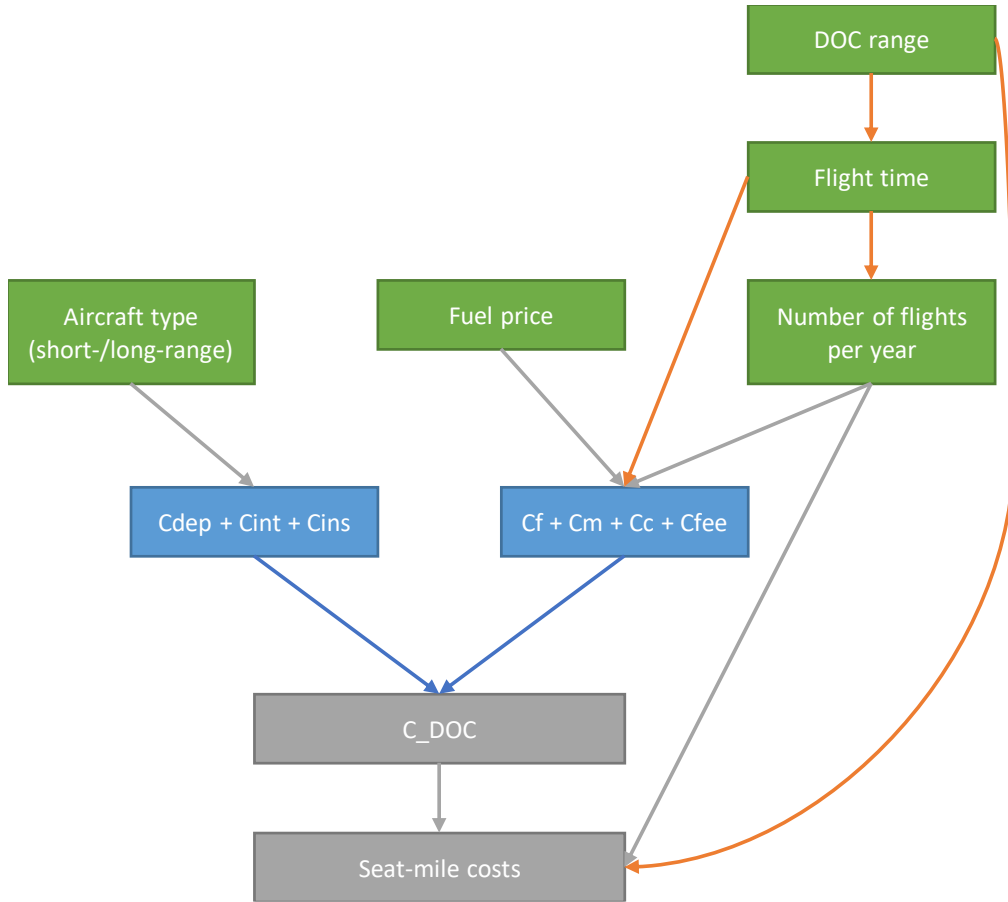 DOC range
Flight time
Aircraft type
(short-/long-range)
Fuel price
Number of flights
per year
Cdep + Cint + Cins
Cf + Cm + Cc + Cfee
C_DOC
Seat-mile costs